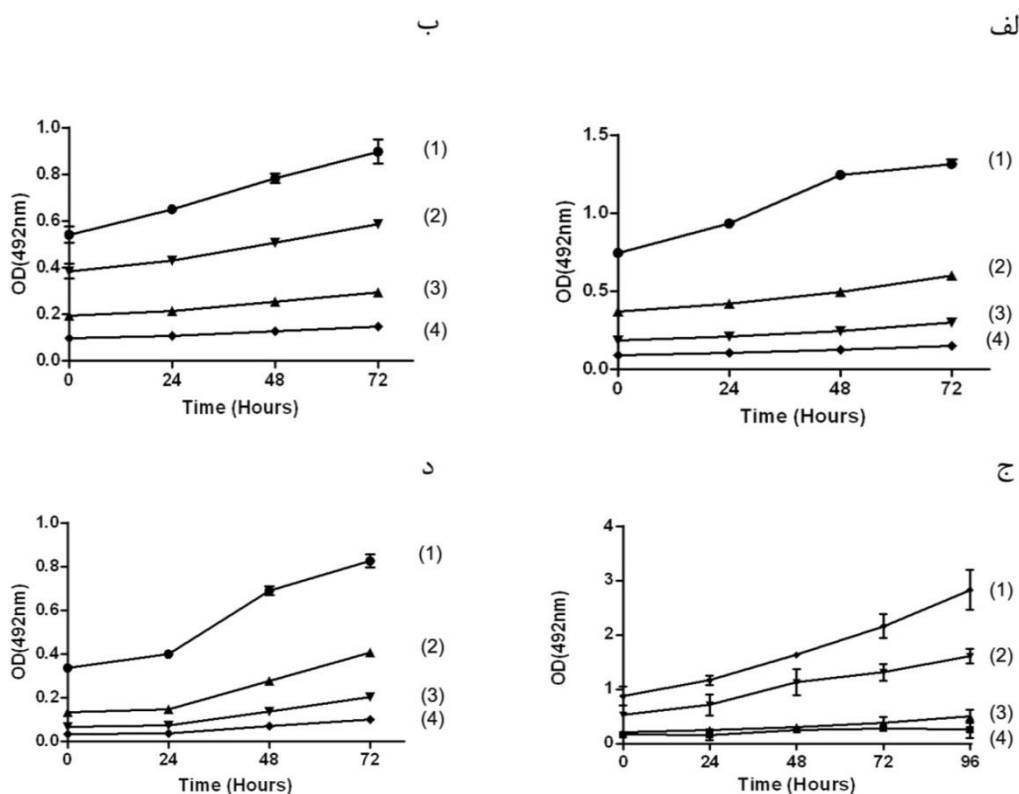 الف
1.5
1.0
0.5
0.0
OD(492nm)
0 24 48 72
Time (Hours)
(1)
(2)
(3)
(4)
ب
1.0
0.8
0.6
0.4
0.2
0.0
OD(492nm)
0 24 48 72
Time (Hours)
(1)
(2)
(3)
(4)
ج
4
3
2
1
0
OD(492nm)
0 24 48 72 96
Time (Hours)
(1)
(2)
(3)
(4)
د
1.0
0.8
0.6
0.4
0.2
0.0
OD(492nm)
0 24 48 72
Time (Hours)
(1)
(2)
(3)
(4)